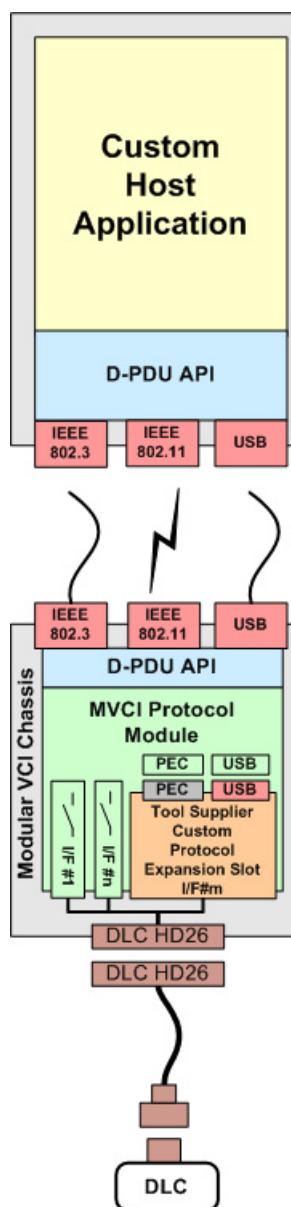 Custom
Host
Application
D-PDU API
IEEE
802.3
IEEE
802.11
USB
IEEE
802.3
IEEE
802.11
USB
Modular VCI Chassis
D-PDU API
MVCI Protocol
Module
PEC
USB
PEC
USB
I/F #1
I/F #n
Tool Supplier
Custom
Protocol
Expansion Slot
I/F#m
DLC HD26
DLC HD26
DLC